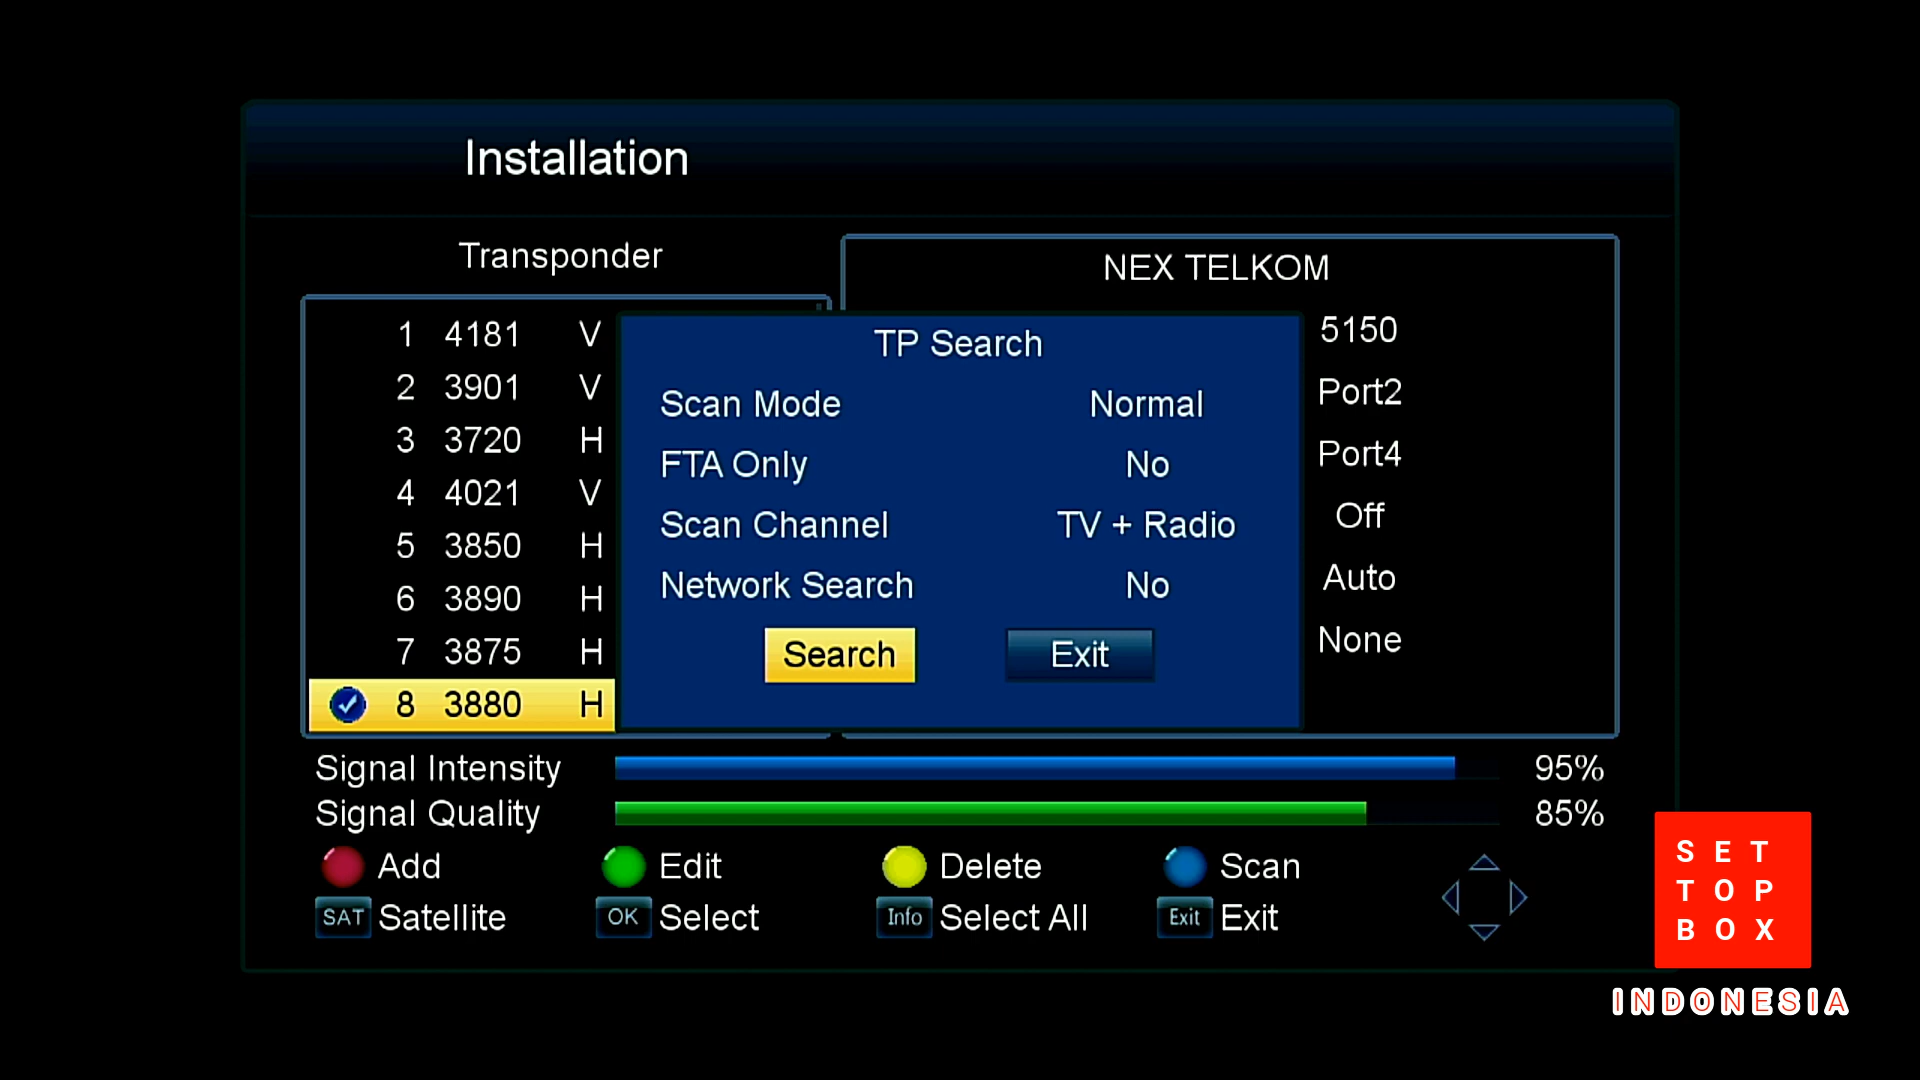 Installation
Transponder
NEX TELKOM
1 4181 V
2 3901 V
3 3720 H
4 4021 V
5 3850 H
6 3890 H
7 3875 H
8 3880 H
TP Search
Scan Mode Normal
FTA Only No
Scan Channel TV + Radio
Network Search No
Search Exit
5150
Port2
Port4
Off
Auto
None
Signal Intensity 95%
Signal Quality 85%
Add Edit Delete Scan
SAT Satellite OK Select Info Select All Exit Exit
SET
TOP
BOX
INDONESIA